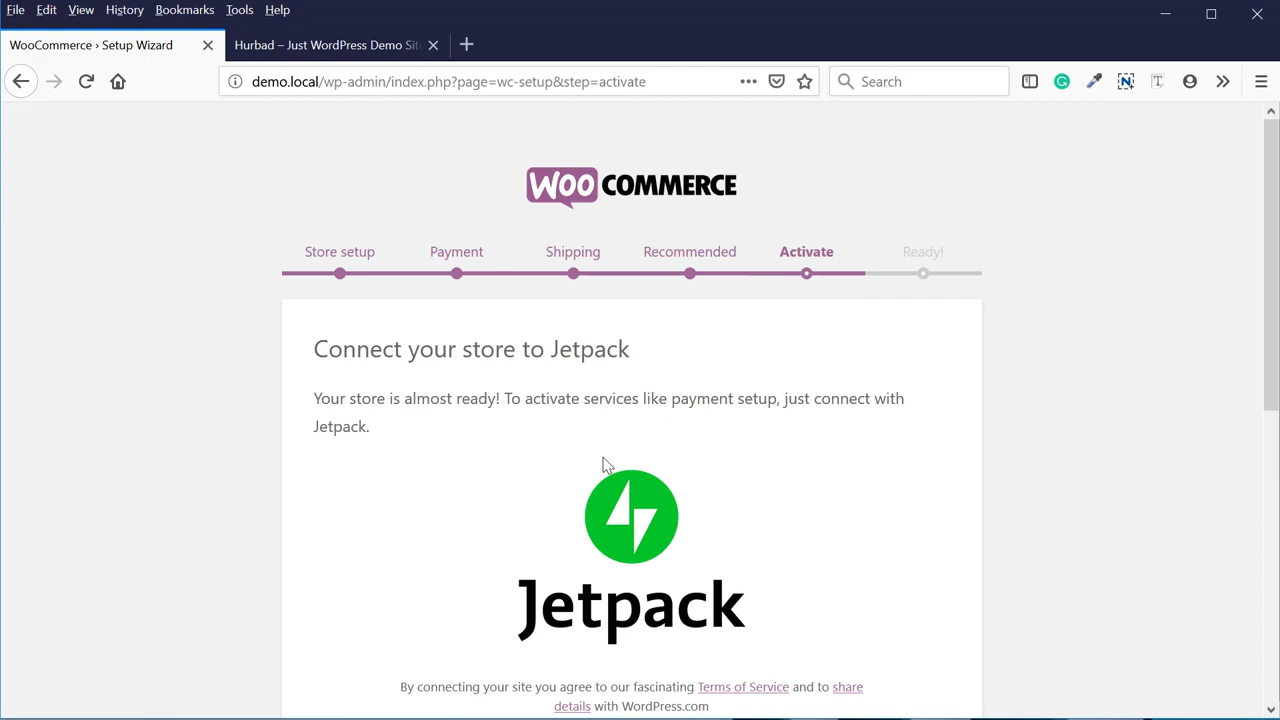 File Edit View History Bookmarks Tools Help
WooCommerce › Setup Wizard
Hurbad – Just WordPress Demo Sit
demo.local/wp-admin/index.php?page=wc-setup&step=activate
Search
WOO COMMERCE
Store setup Payment Shipping Recommended Activate Ready!
Connect your store to Jetpack
Your store is almost ready! To activate services like payment setup, just connect with
Jetpack.
Jetpack
By connecting your site you agree to our fascinating Terms of Service and to share
details with WordPress.com